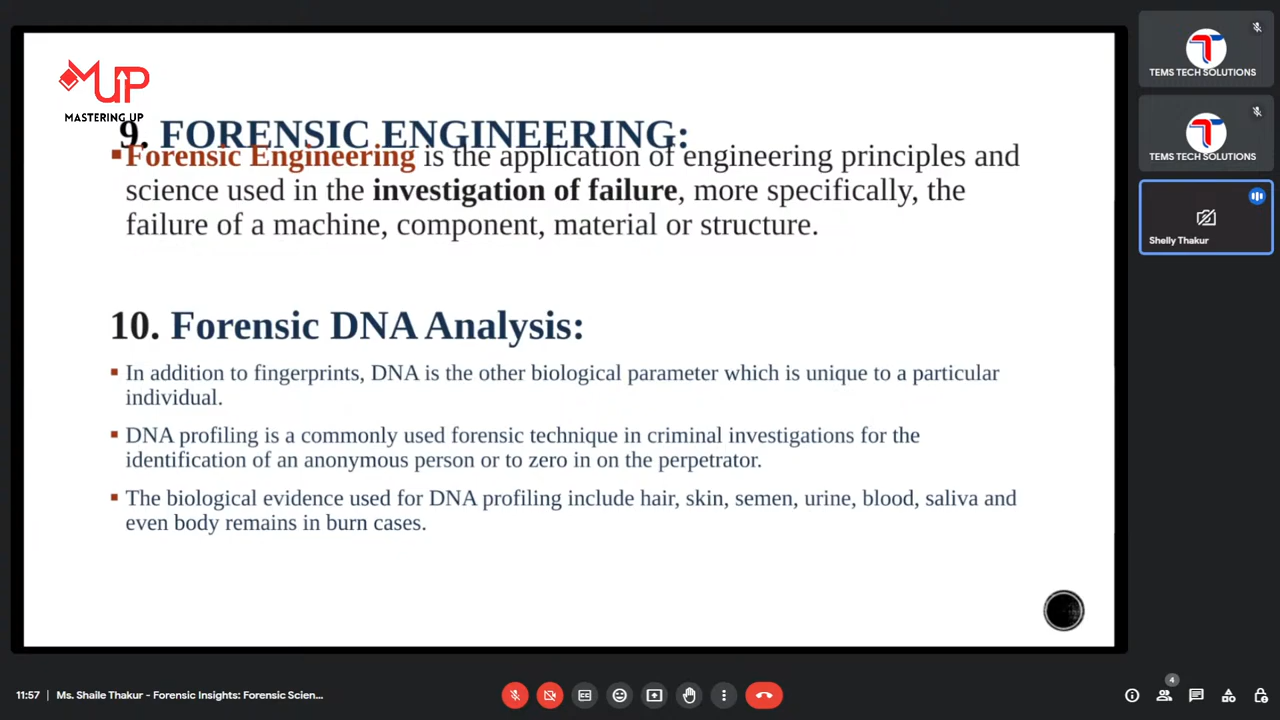 MUP
MASTERING UP
9. FORENSIC ENGINEERING:
Forensic Engineering is the application of engineering principles and
science used in the investigation of failure, more specifically, the
failure of a machine, component, material or structure.
10. Forensic DNA Analysis:
In addition to fingerprints, DNA is the other biological parameter which is unique to a particular
individual.
DNA profiling is a commonly used forensic technique in criminal investigations for the
identification of an anonymous person or to zero in on the perpetrator.
The biological evidence used for DNA profiling include hair, skin, semen, urine, blood, saliva and
even body remains in burn cases.
TEMS TECH SOLUTIONS
TEMS TECH SOLUTIONS
Shelly Thakur
11:57 | Ms. Shaile Thakur - Forensic Insights: Forensic Scien...
4